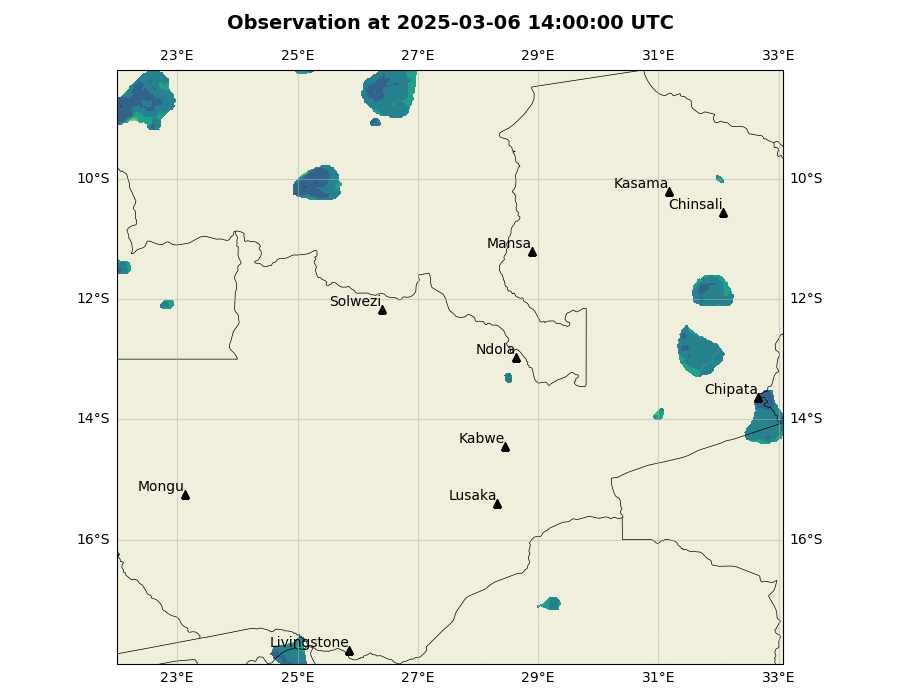 Observation at 2025-03-06 14:00:00 UTC
23°E 25°E 27°E 29°E 31°E 33°E
10°S 10°S
Kasama
Chinsali
Mansa
12°S 12°S
Solwezi
Ndola
Chipata
14°S 14°S
Kabwe
Mongu
Lusaka
16°S 16°S
Livingstone
23°E 25°E 27°E 29°E 31°E 33°E